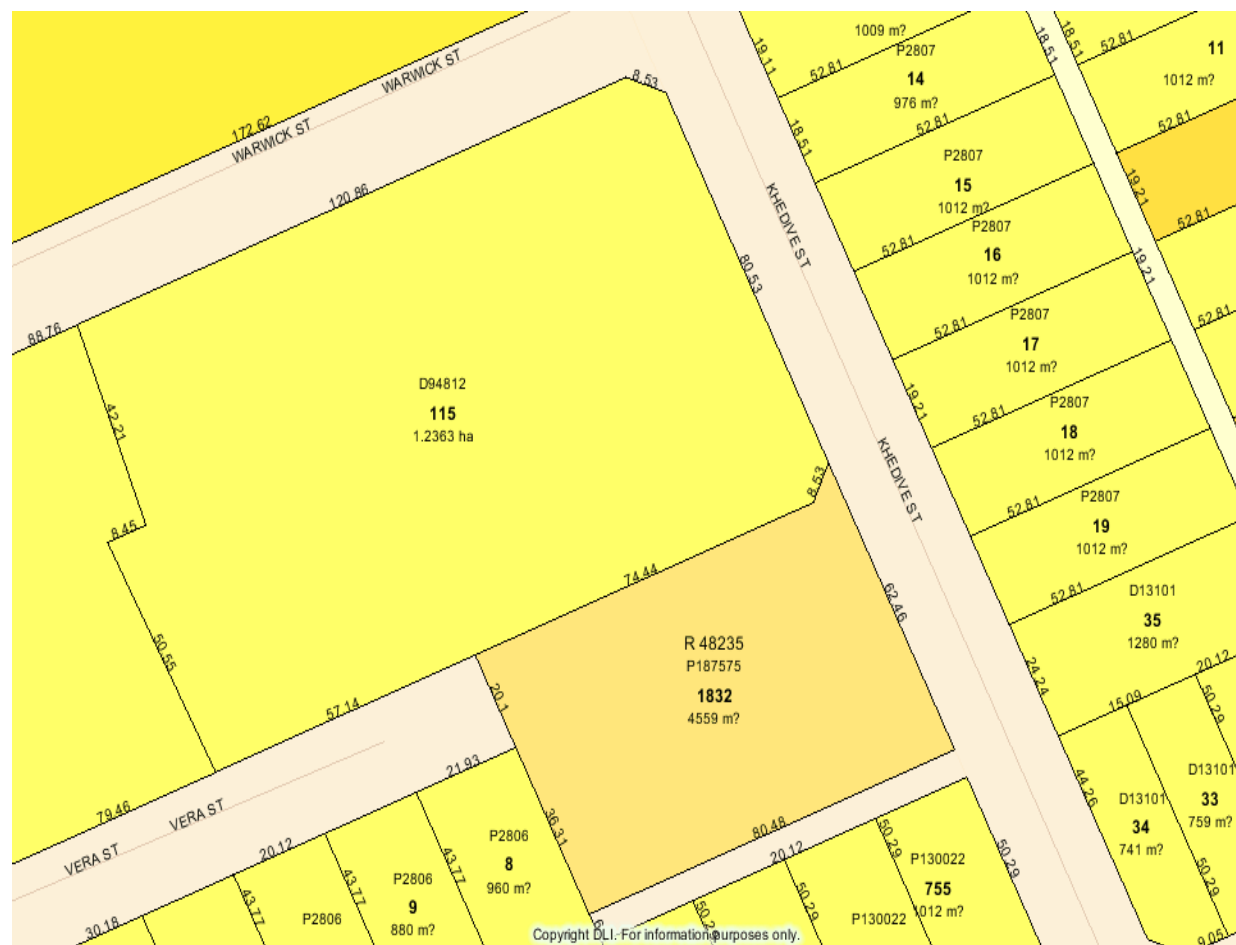 1009 m?
WARWICK ST
172.62
WARWICK ST
8.53
19.11
52.81
P2807
14
976 m?
18.51
18.51
52.81
11
1012 m?
52.81
18.51
52.81
P2807
15
1012 m?
120.86
KHEDIVE ST
19.21
52.81
52.81
P2807
16
1012 m?
80.53
19.21
88.76
52.81
P2807
17
1012 m?
52.81
42.21
D94812
115
1.2363 ha
19.21
52.81
P2807
18
1012 m?
KHEDIVE ST
8.53
8.45
52.81
P2807
19
1012 m?
74.44
62.46
52.81
D13101
35
1280 m?
50.55
R 48235
P187575
1832
4559 m?
20.1
24.24
20.12
57.14
15.09
50.29
21.93
79.46
VERA ST
VERA ST
36.31
80.48
44.26
D13101
33
759 m?
D13101
34
741 m?
20.12
43.77
P2806
8
960 m?
20.12
50.29
50.29
P130022
755
1012 m?
50.29
43.77
P2806
9
880 m?
43.77
P2806
30.18
50.29
50.29
P130022
9.05
6
Copyright DLI. For information purposes only.